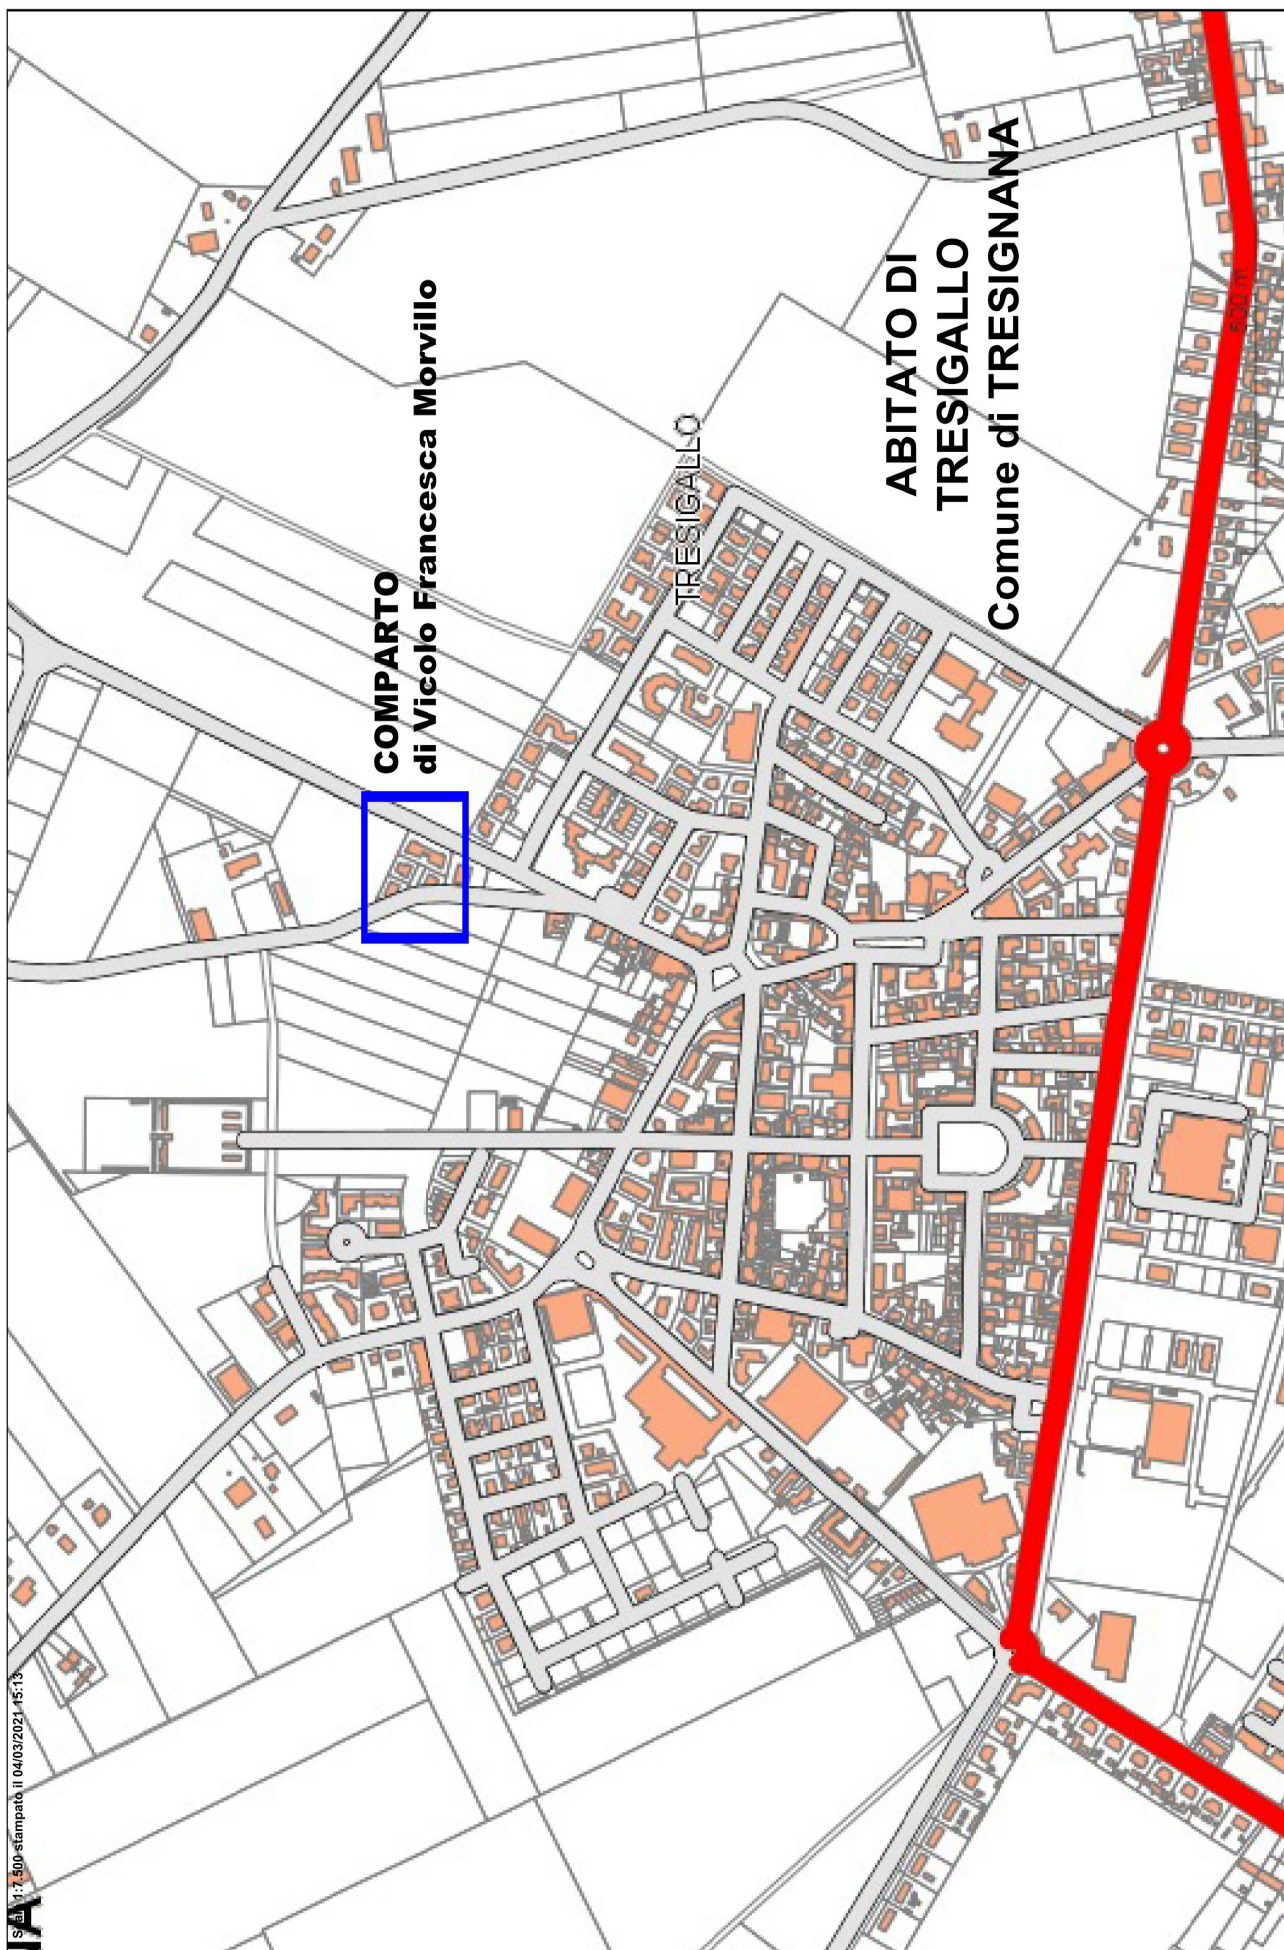 COMPARTO
di Vicolo Francesca Morvillo
TRESIGALLO
ABITATO DI
TRESIGALLO
Comune di TRESIGNANA
500 m
1:7.500 stampato il 04/03/2021 15:13